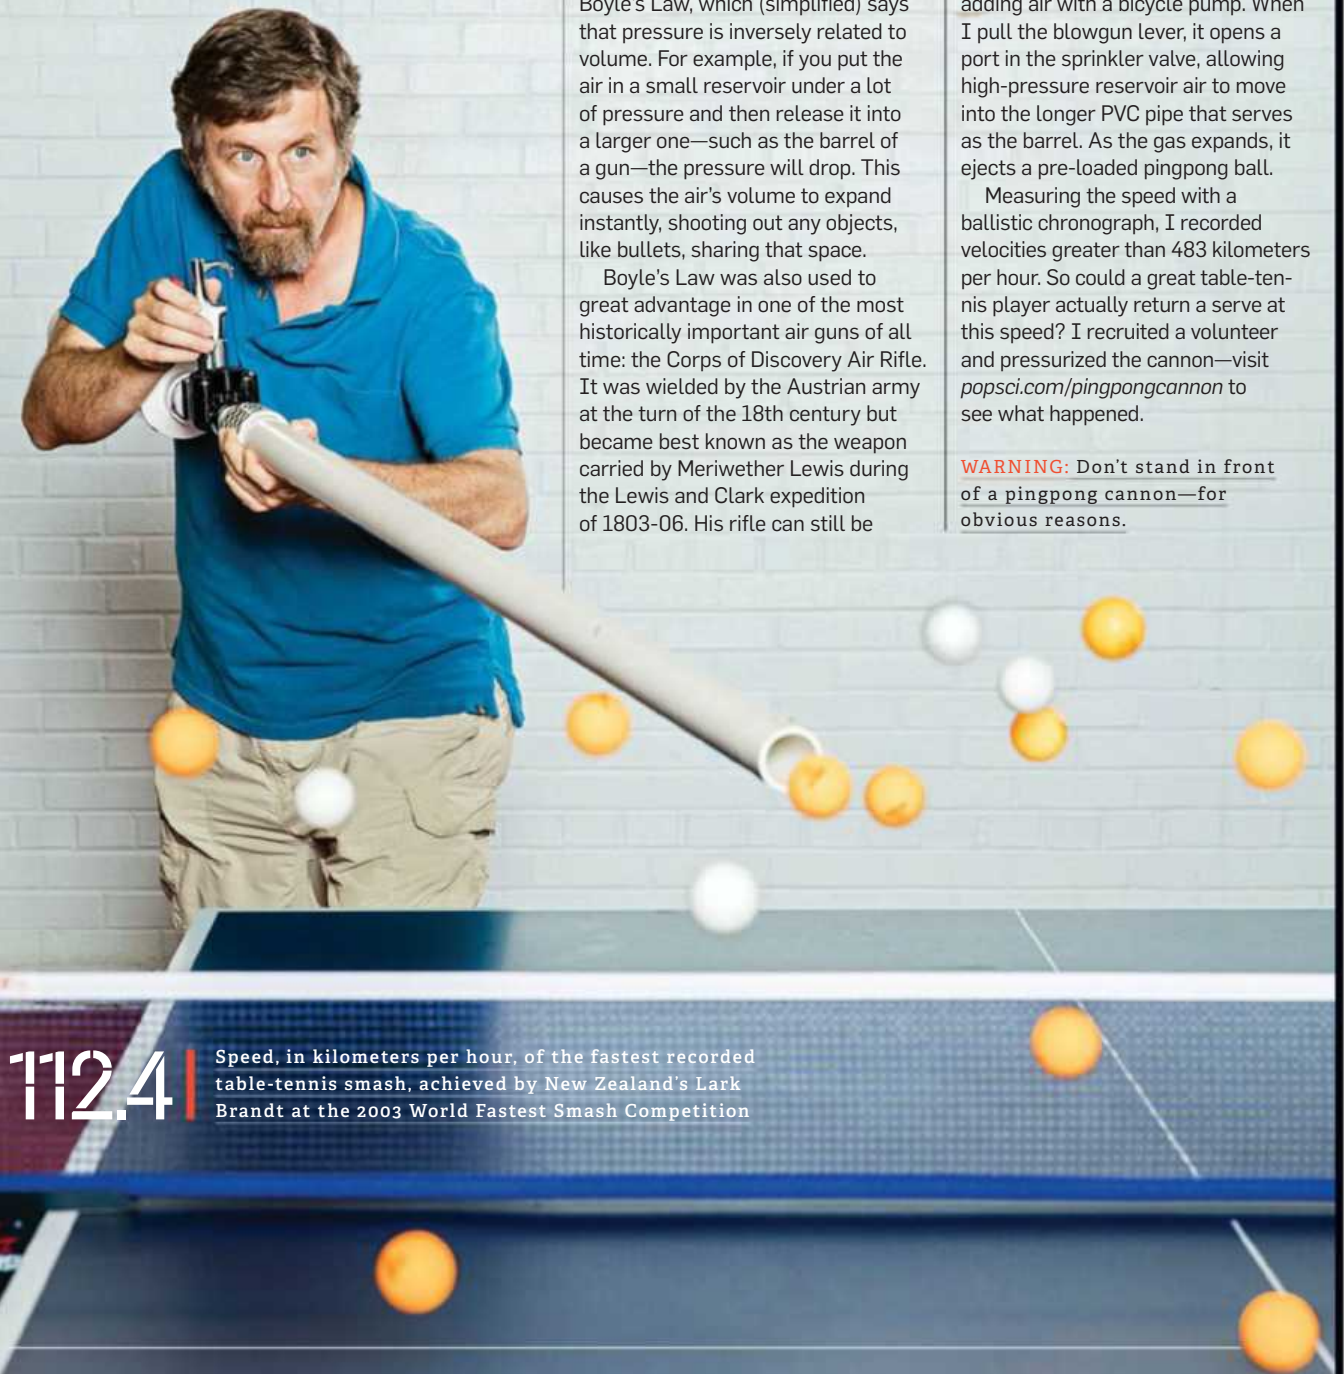 Boyle's Law, which (simplified) says
that pressure is inversely related to
volume. For example, if you put the
air in a small reservoir under a lot
of pressure and then release it into
a larger one—such as the barrel of
a gun—the pressure will drop. This
causes the air's volume to expand
instantly, shooting out any objects,
like bullets, sharing that space.
Boyle's Law was also used to
great advantage in one of the most
historically important air guns of all
time: the Corps of Discovery Air Rifle.
It was wielded by the Austrian army
at the turn of the 18th century but
became best known as the weapon
carried by Meriwether Lewis during
the Lewis and Clark expedition
of 1803-06. His rifle can still be
adding air with a bicycle pump. When
I pull the blowgun lever, it opens a
port in the sprinkler valve, allowing
high-pressure reservoir air to move
into the longer PVC pipe that serves
as the barrel. As the gas expands, it
ejects a pre-loaded pingpong ball.
Measuring the speed with a
ballistic chronograph, I recorded
velocities greater than 483 kilometers
per hour. So could a great table-ten-
nis player actually return a serve at
this speed? I recruited a volunteer
and pressurized the cannon—visit
popsci.com/pingpongcannon to
see what happened.
WARNING: Don't stand in front
of a pingpong cannon—for
obvious reasons.
112.4
Speed, in kilometers per hour, of the fastest recorded
table-tennis smash, achieved by New Zealand's Lark
Brandt at the 2003 World Fastest Smash Competition